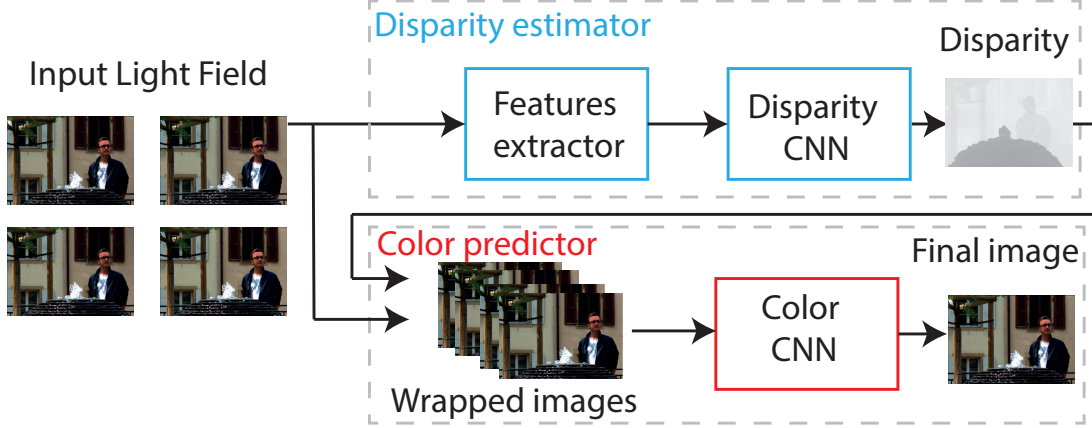 Disparity estimator
Input Light Field
Features
extractor
Disparity
CNN
Disparity
Color predictor
Wrapped images
Color
CNN
Final image